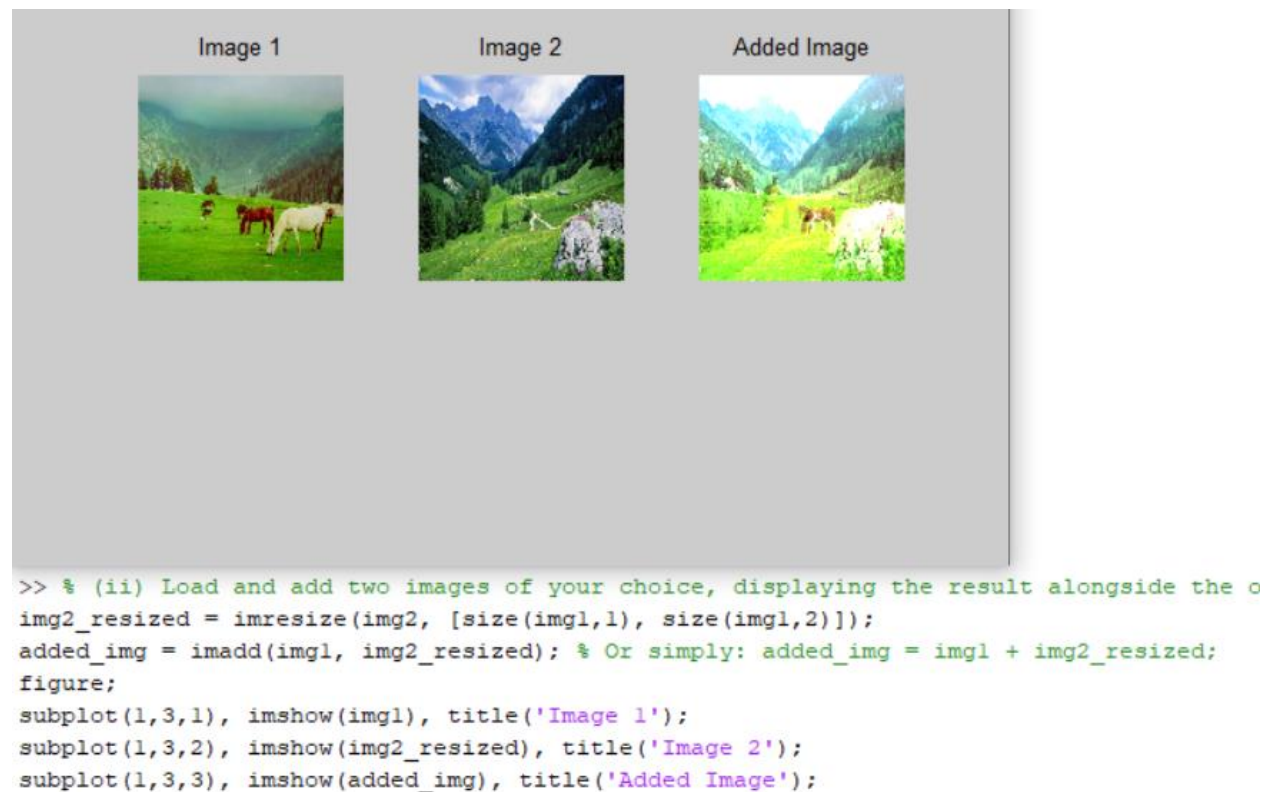 Image 1
Image 2
Added Image
>> % (ii) Load and add two images of your choice, displaying the result alongside the
img2_resized = imresize(img2, [size(img1,1), size(img1,2)]);
added_img = imadd(img1, img2_resized); % Or simply: added_img = img1 + img2_resized;
figure;
subplot(1,3,1), imshow(img1), title('Image 1');
subplot(1,3,2), imshow(img2_resized), title('Image 2');
subplot(1,3,3), imshow(added_img), title('Added Image');